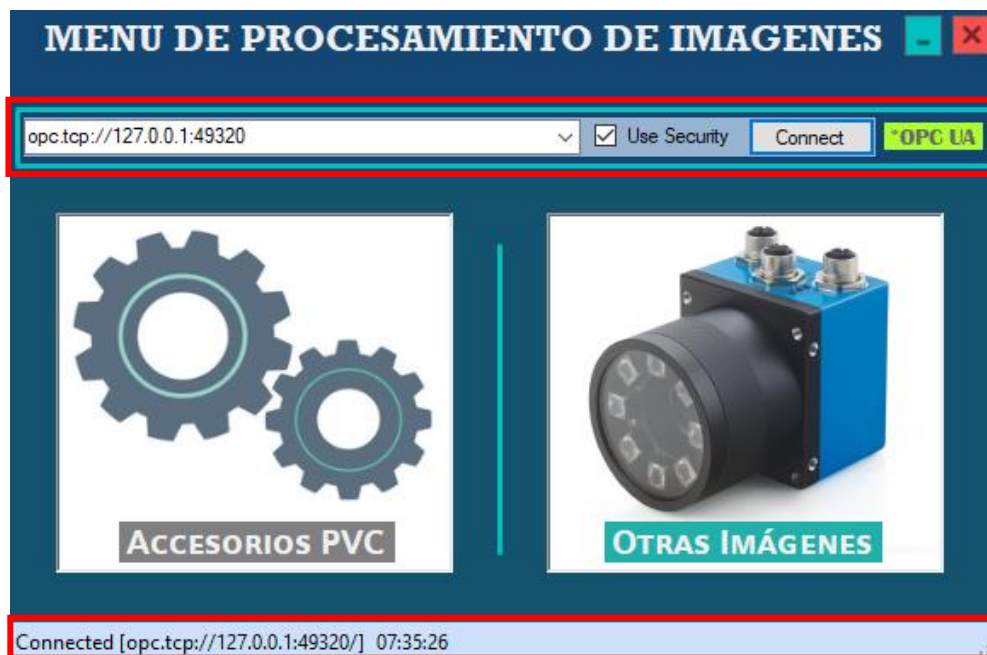 MENU DE PROCESAMIENTO DE IMAGENES
opc.tcp://127.0.0.1:49320 Use Security Connect *OPC UA
ACCESORIOS PVC OTRAS IMÁGENES
Connected [opc.tcp://127.0.0.1:49320/] 07:35:26